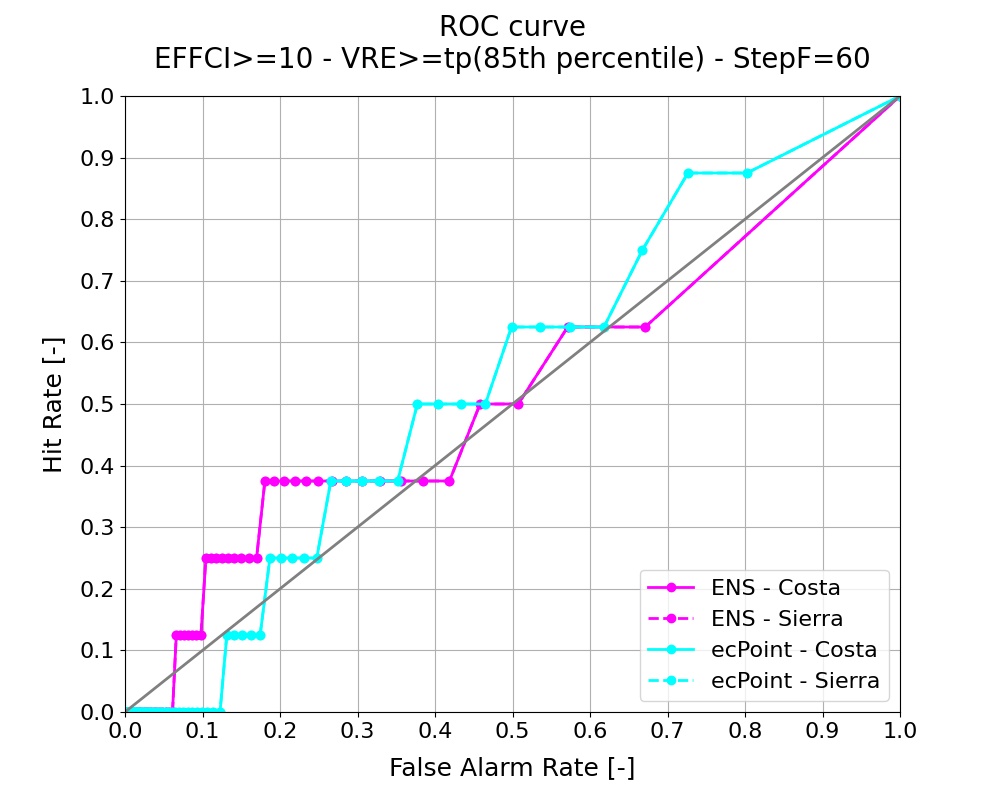 ROC curve
EFFCI>=10 - VRE>=tp(85th percentile) - StepF=60
1.0
0.9
0.8
0.7
0.6
0.5
0.4
0.3
0.2
0.1
0.0
Hit Rate [-]
ENS - Costa
ENS - Sierra
ecPoint - Costa
ecPoint - Sierra
0.0 0.1 0.2 0.3 0.4 0.5 0.6 0.7 0.8 0.9 1.0
False Alarm Rate [-]